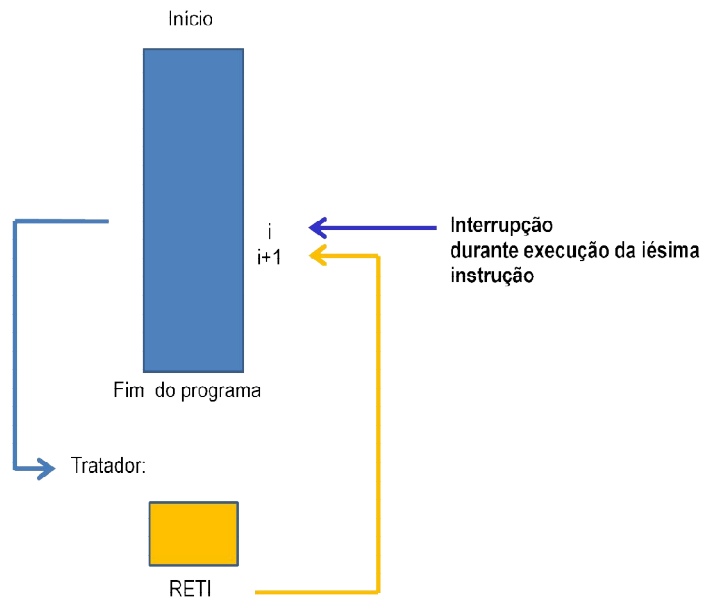 Início
i
i+1
Interrupção
durante execução da iésima
instrução
Fim do programa
Tratador:
RETI